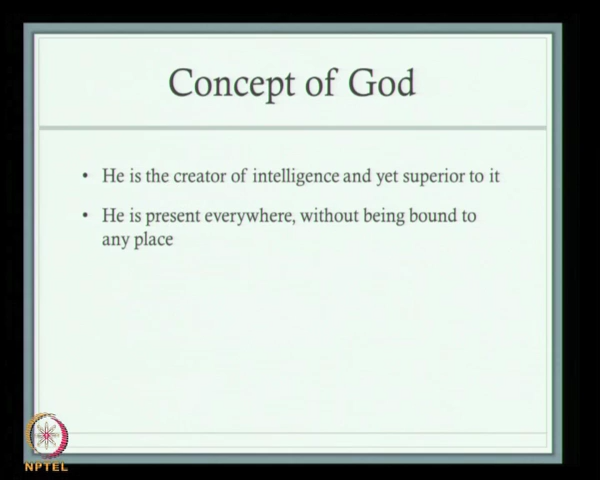 Concept of God
• He is the creator of intelligence and yet superior to it
• He is present everywhere, without being bound to
any place
NPTEL